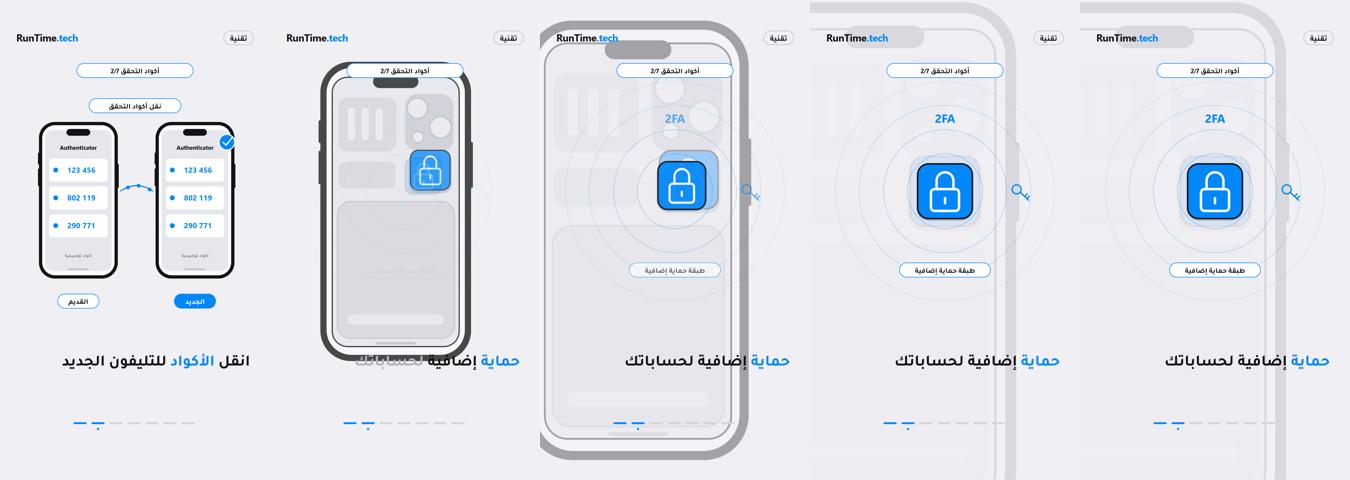 RunTime.tech
تقنية
أكواد التحقق 2/7
نقل أكواد التحقق
Authenticator
123 456
802 119
290 771
أكواد توضيحية
Authenticator
123 456
802 119
290 771
أكواد توضيحية
القديم
الجديد
انقل الأكواد للتليفون الجديد
RunTime.tech
تقنية
أكواد التحقق 2/7
حماية إضافية لحساباتك
RunTime.tech
تقنية
أكواد التحقق 2/7
2FA
طبقة حماية إضافية
حماية إضافية لحساباتك
RunTime.tech
تقنية
أكواد التحقق 2/7
2FA
طبقة حماية إضافية
حماية إضافية لحساباتك
RunTime.tech
تقنية
أكواد التحقق 2/7
2FA
طبقة حماية إضافية
حماية إضافية لحساباتك